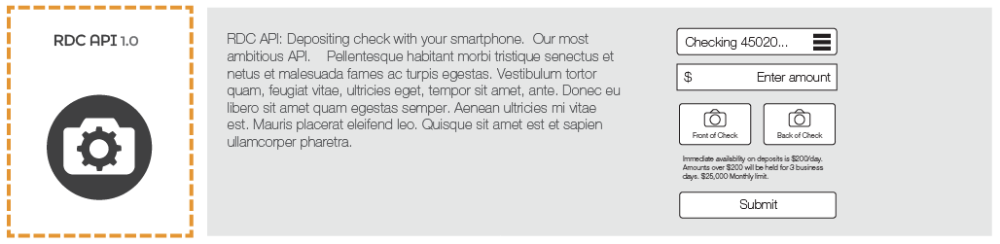 RDC API 1.0
RDC API: Depositing check with your smartphone. Our most
ambitious API. Pellentesque habitant morbi tristique senectus et
netus et malesuada fames ac turpis egestas. Vestibulum tortor
quam, feugiat vitae, ultricies eget, tempor sit amet, ante. Donec eu
libero sit amet quam egestas semper. Aenean ultricies mi vitae
est. Mauris placerat eleifend leo. Quisque sit amet est et sapien
ullamcorper pharetra.
Checking 45020...
$ Enter amount
Front of Check
Back of Check
Immediate availability on deposits is $200/day.
Amounts over $200 will be held for 3 business
days. $25,000 Monthly limit.
Submit